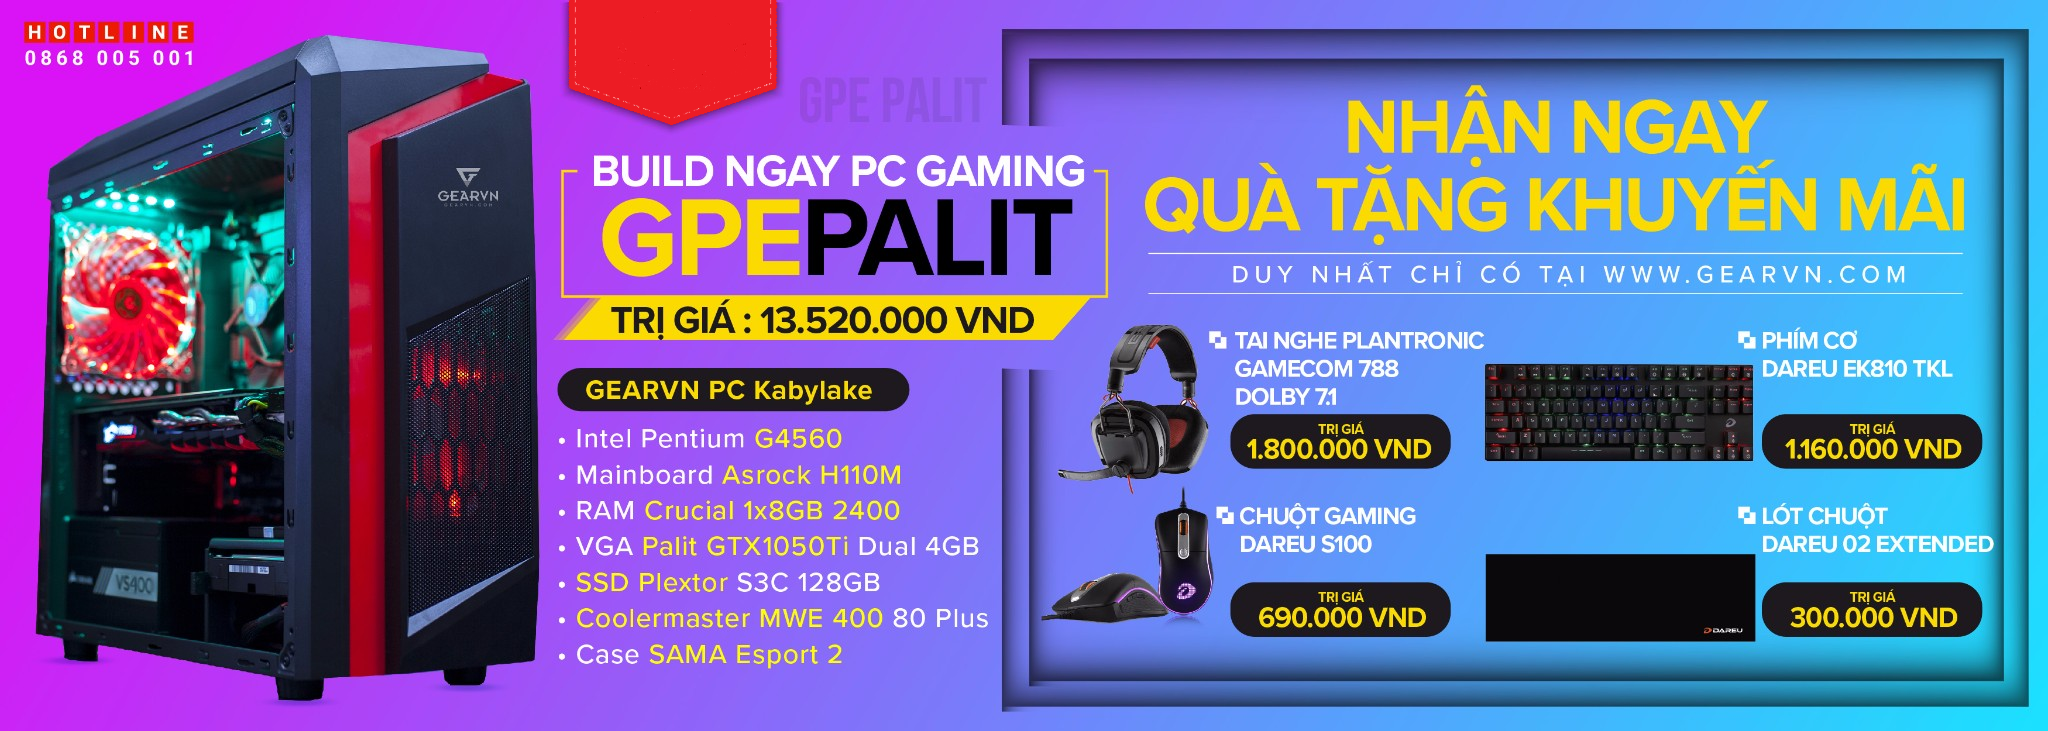 HOTLINE
0868 005 001
GEARVN
GEARVN.COM
VS400
GPE PALIT
BUILD NGAY PC GAMING
GPEPALIT
TRỊ GIÁ : 13.520.000 VND
GEARVN PC Kabylake
• Intel Pentium G4560
• Mainboard Asrock H110M
• RAM Crucial 1x8GB 2400
• VGA Palit GTX1050Ti Dual 4GB
• SSD Plextor S3C 128GB
• Coolermaster MWE 400 80 Plus
• Case SAMA Esport 2
NHẬN NGAY
QUÀ TẶNG KHUYẾN MÃI
DUY NHẤT CHỈ CÓ TẠI WWW.GEARVN.COM
TAI NGHE PLANTRONIC
GAMECOM 788
DOLBY 7.1
TRỊ GIÁ
1.800.000 VND
PHÍM CƠ
DAREU EK810 TKL
TRỊ GIÁ
1.160.000 VND
CHUỘT GAMING
DAREU S100
TRỊ GIÁ
690.000 VND
LÓT CHUỘT
DAREU 02 EXTENDED
TRỊ GIÁ
300.000 VND
DAREU